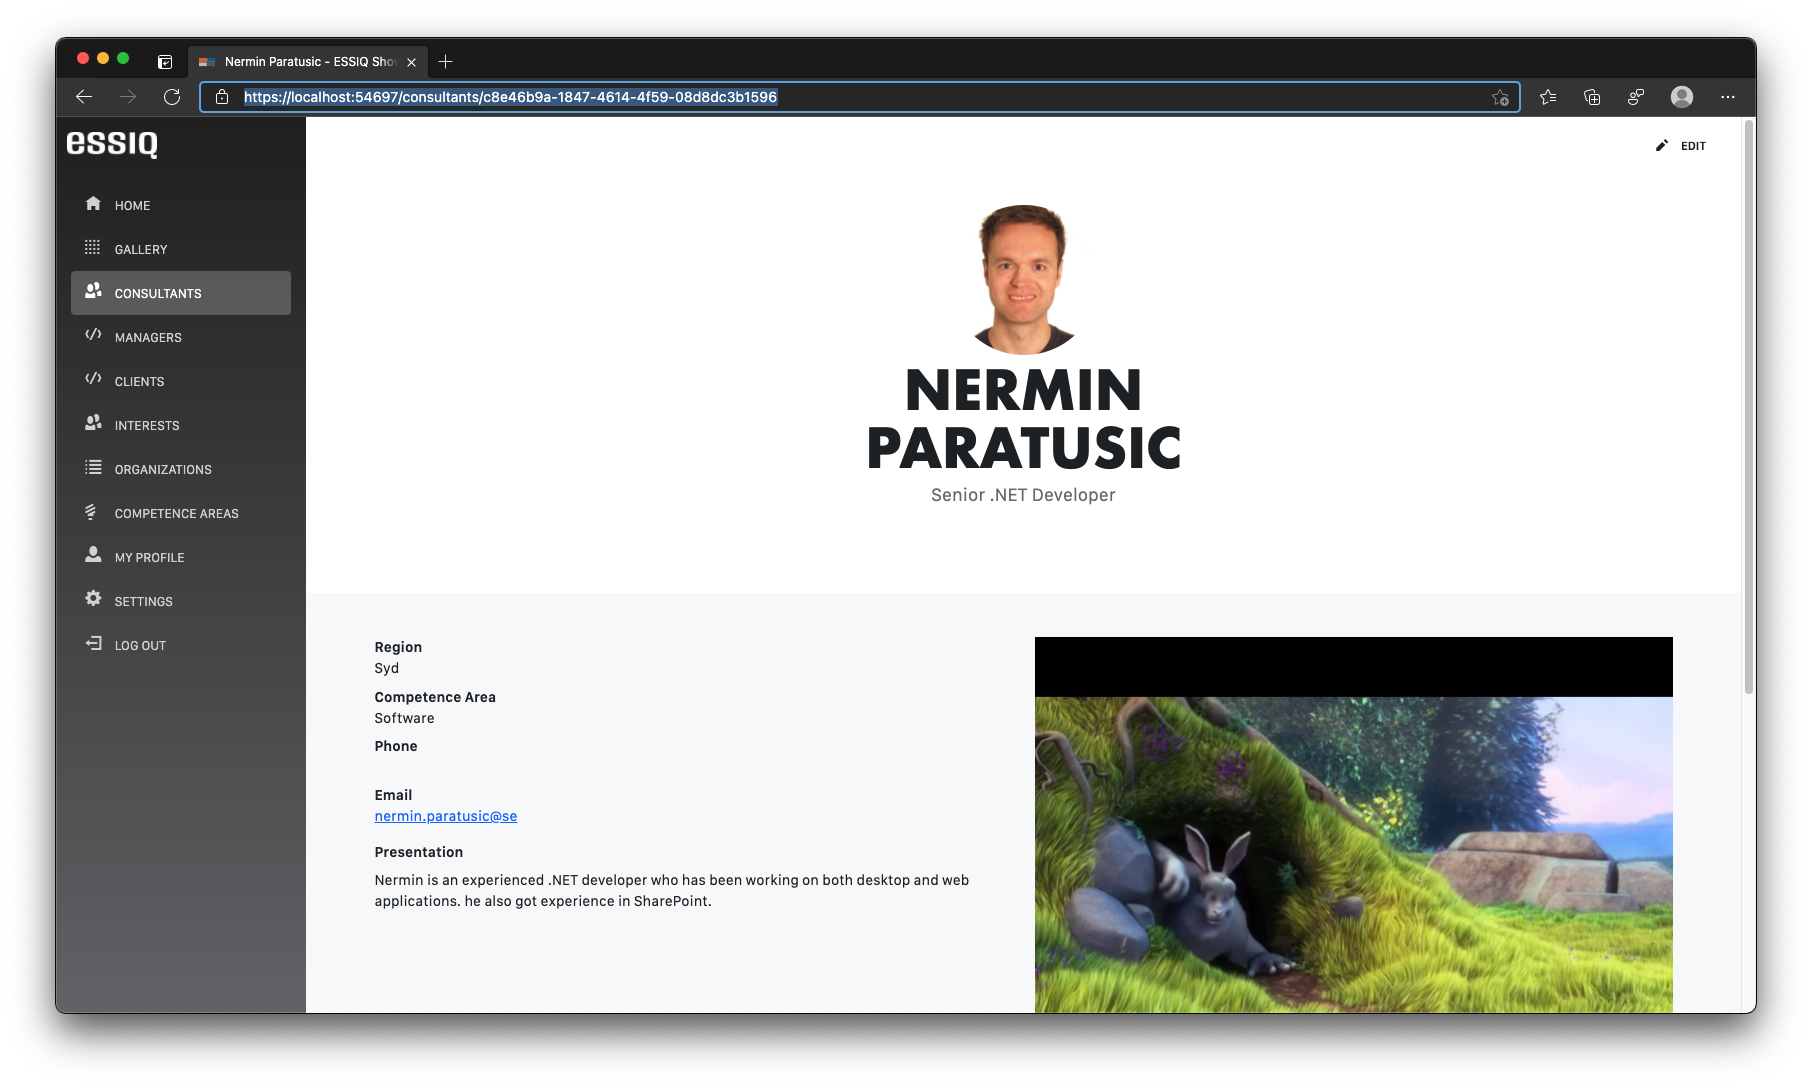 Nermin Paratusic - ESSIQ Sho
https://localhost:54697/consultants/c8e46b9a-1847-4614-4f59-08d8dc3b1596
essiq
EDIT
HOME
GALLERY
CONSULTANTS
MANAGERS
CLIENTS
INTERESTS
ORGANIZATIONS
COMPETENCE AREAS
MY PROFILE
SETTINGS
LOG OUT
NERMIN
PARATUSIC
Senior .NET Developer
Region
Syd
Competence Area
Software
Phone
Email
nermin.paratusic@se
Presentation
Nermin is an experienced .NET developer who has been working on both desktop and web
applications. he also got experience in SharePoint.